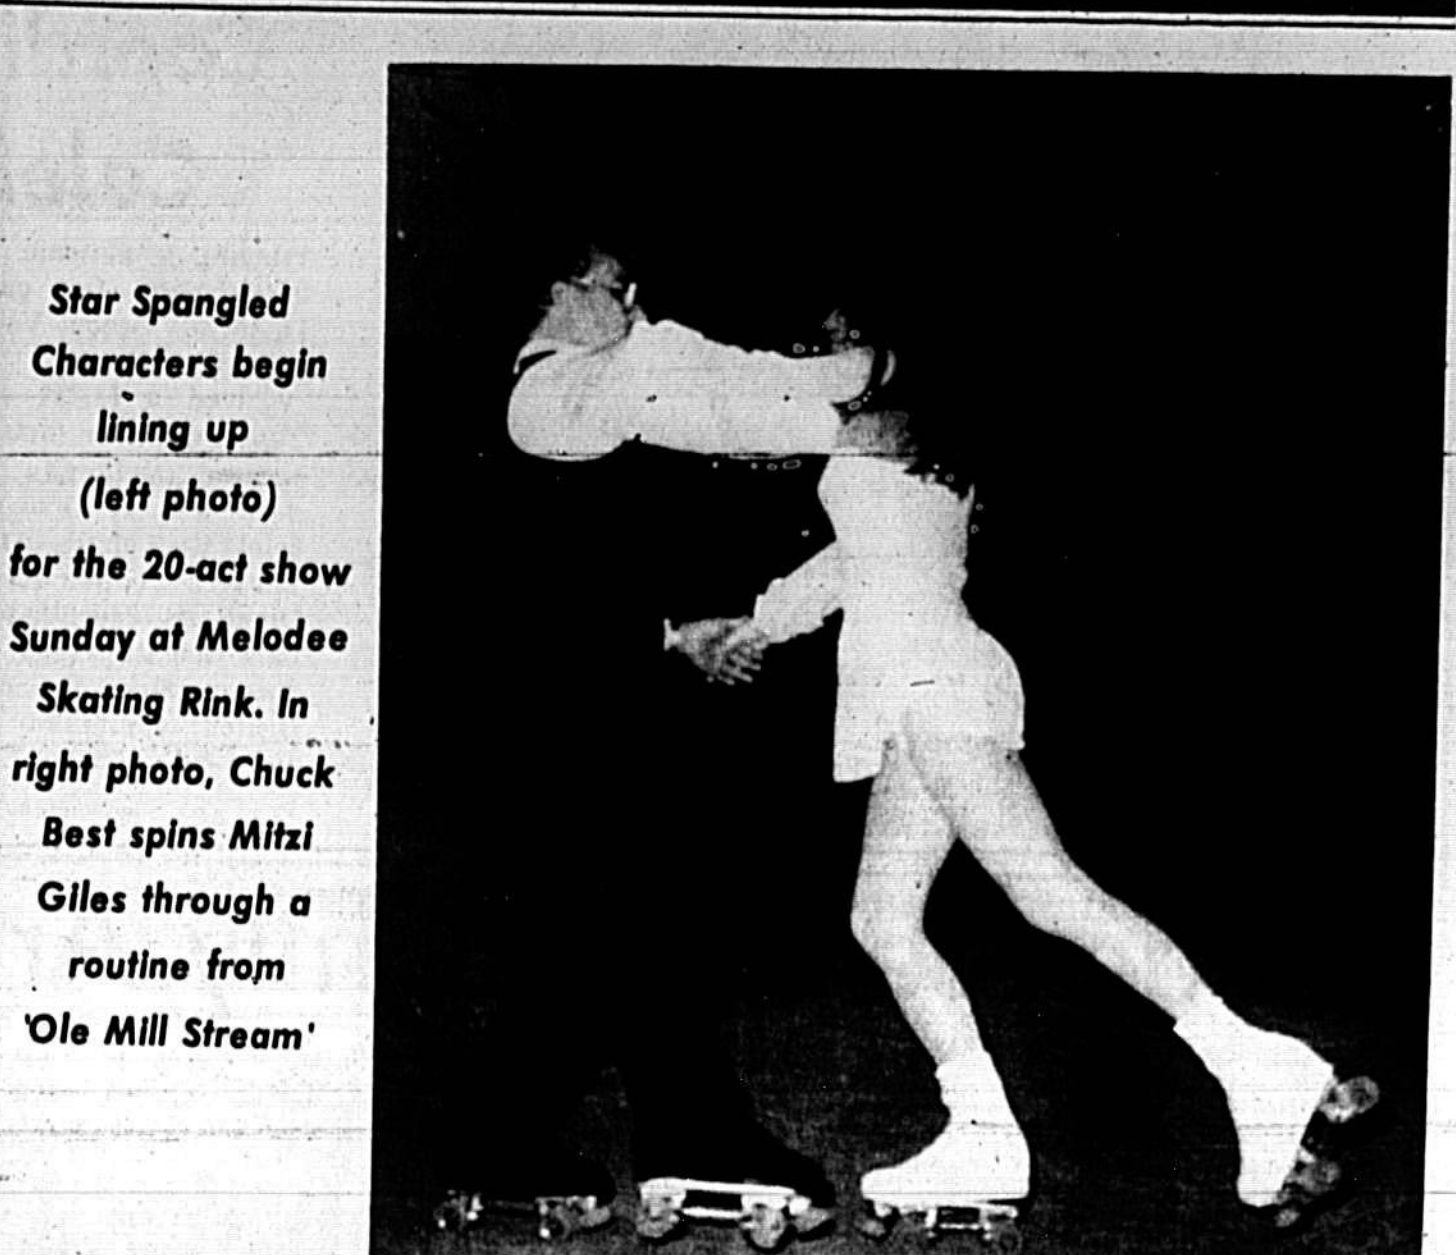 Star Spangled
Characters begin
lining up
(left photo)
for the 20-act show
Sunday at Melodee
Skating Rink. In
right photo, Chuck
Best spins Mitzi
Giles through a
routine from
'Ole Mill Stream'